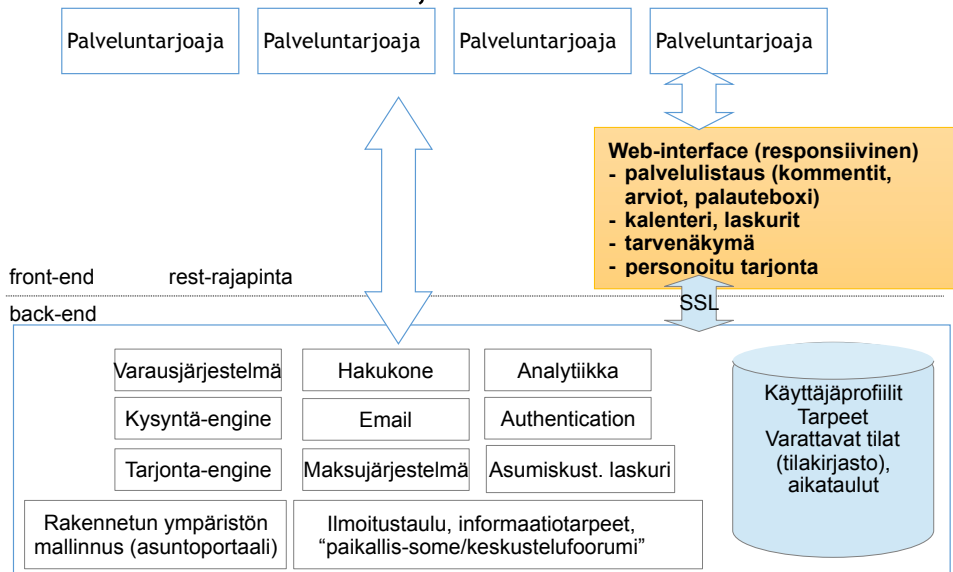 Palveluntarjoaja
Palveluntarjoaja
Palveluntarjoaja
Palveluntarjoaja
Web-interface (responsiivinen)
- palvelulistaus (kommentit,
arviot, palauteboxi)
- kalenteri, laskurit
- tarvenäkymä
- personoitu tarjonta
front-end
rest-rajapinta
SSL
back-end
Varausjärjestelmä
Hakukone
Analytiikka
Kysyntä-engine
Email
Authentication
Tarjonta-engine
Maksujärjestelmä
Asumiskust. laskuri
Rakennetun ympäristön
mallinnus (asuntoportaali)
Ilmoitustaulu, informaatiotarpeet,
“paikallis-some/keskustelufoorumi”
Käyttäjäprofiilit
Tarpeet
Varattavat tilat
(tilakirjasto),
aikataulut